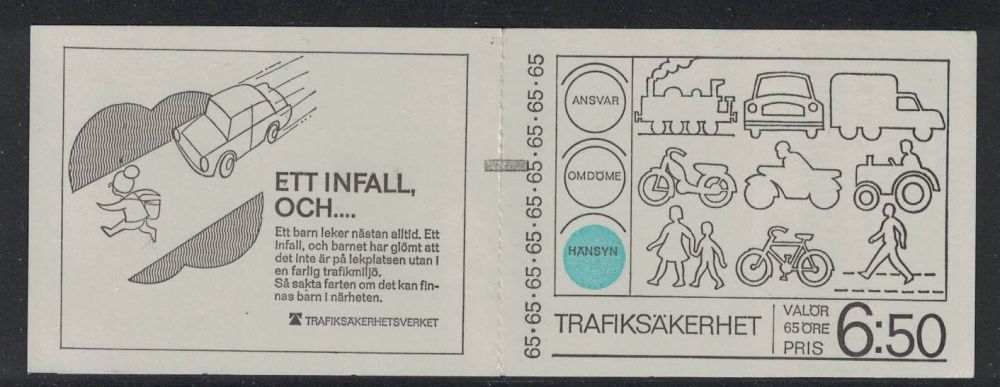 ETT INFALL,
OCH....
Ett barn leker nästan alltid. Ett
infall, och barnet har glömt att
det inte är på lekplatsen utan i
en farlig trafikmiljö.
Så sakta farten om det kan fin-
nas barn i närheten.
TRAFIKSÄKERHETSVERKET
65·65·65·65·65·65·65·65·65
ANSVAR
OMDÖME
HÄNSYN
TRAFIKSÄKERHET
VALÖR
65 ÖRE
PRIS
6:50